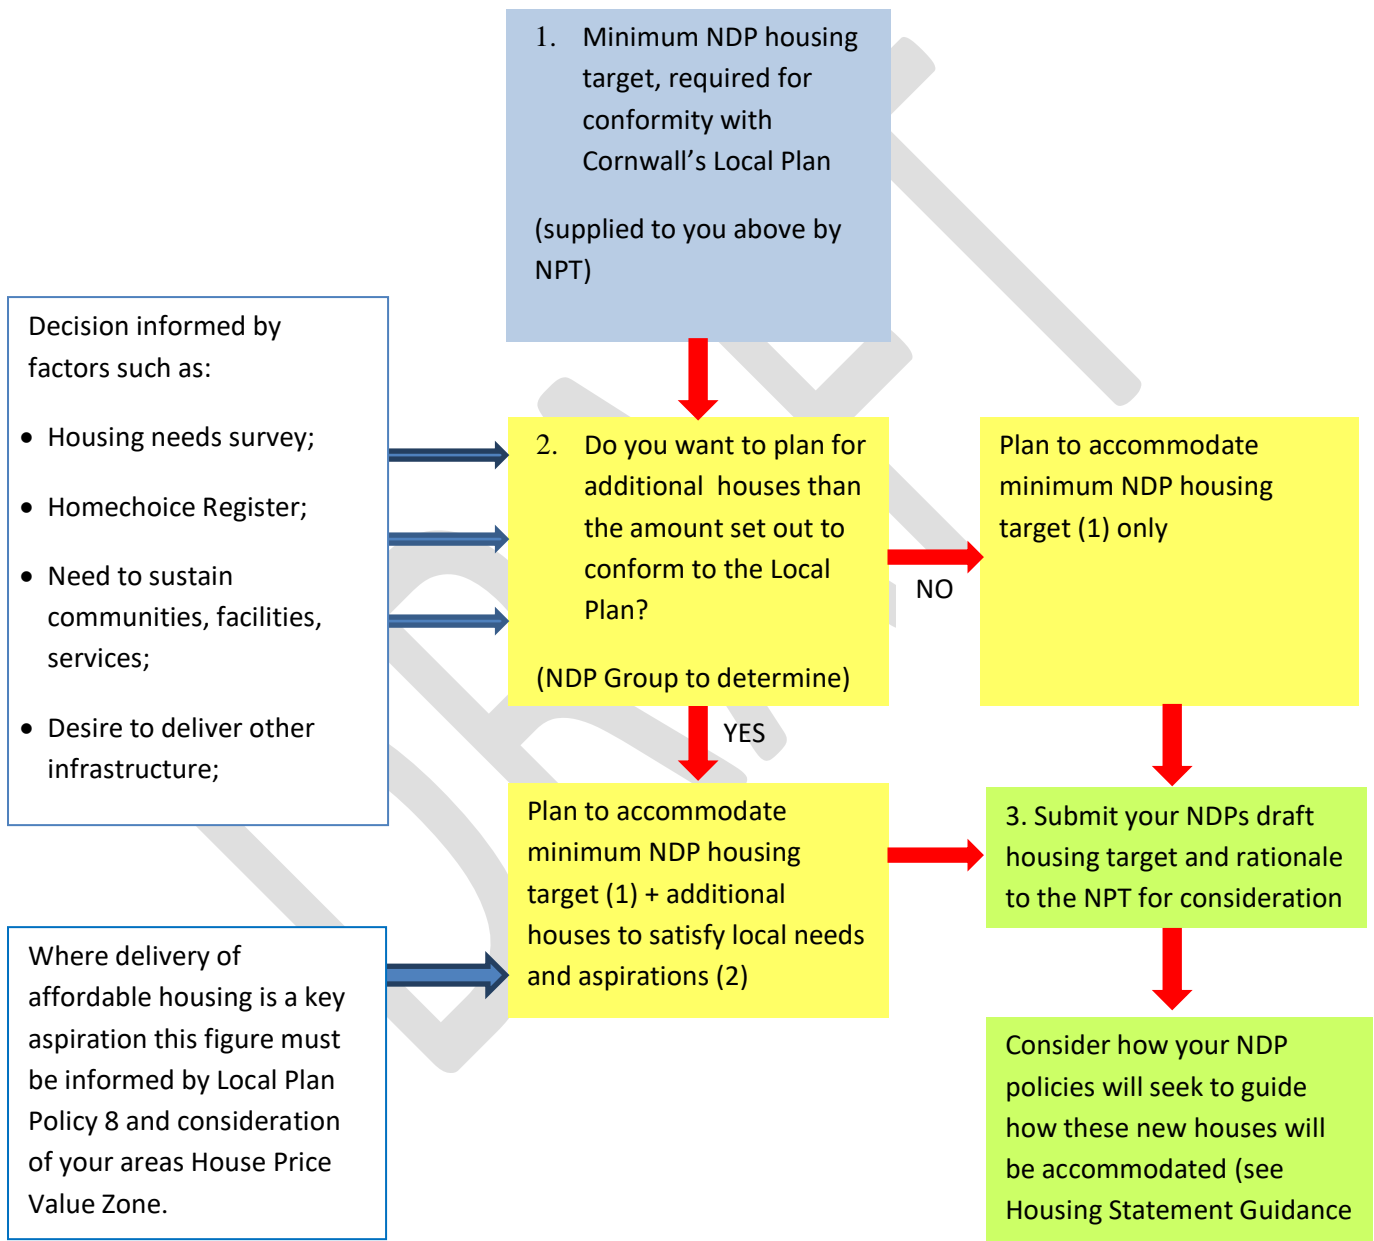 1. Minimum NDP housing
target, required for
conformity with
Cornwall’s Local Plan
(supplied to you above by
NPT)
Decision informed by
factors such as:
• Housing needs survey;
• Homechoice Register;
• Need to sustain
communities, facilities,
services;
• Desire to deliver other
infrastructure;
2. Do you want to plan for
additional houses than
the amount set out to
conform to the Local
Plan?
(NDP Group to determine)
NO
Plan to accommodate
minimum NDP housing
target (1) only
YES
Plan to accommodate
minimum NDP housing
target (1) + additional
houses to satisfy local needs
and aspirations (2)
3. Submit your NDPs draft
housing target and rationale
to the NPT for consideration
Where delivery of
affordable housing is a key
aspiration this figure must
be informed by Local Plan
Policy 8 and consideration
of your areas House Price
Value Zone.
Consider how your NDP
policies will seek to guide
how these new houses will
be accommodated (see
Housing Statement Guidance
DRAFT